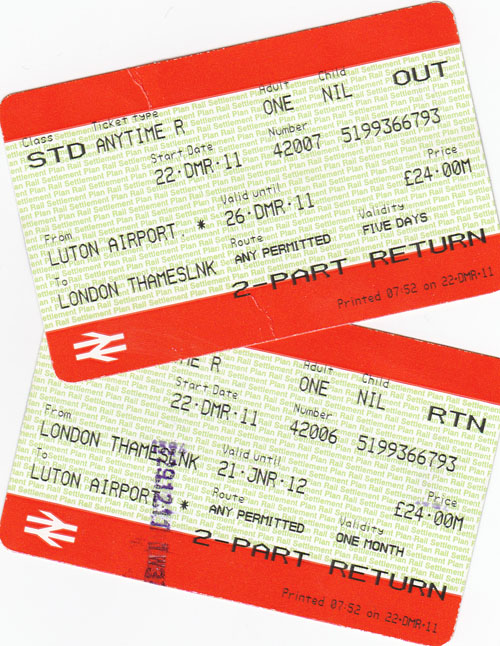 Class Ticket type Adult Child
STD ANYTIME R ONE NIL OUT
Start Date Number
22·DMR·11 42007 5199366793
From Valid until Price
LUTON AIRPORT. * 26·DMR·11 £24.00M
To Route Validity
LONDON THAMESLNK ANY PERMITTED FIVE DAYS
2-PART RETURN
Printed 07:52 on 22·DMR·11
E R Adult Child
ONE NIL RTN
Start Date Number
22·DMR·11 42006 5199366793
From Valid until Price
LONDON THAMESLNK 21·JNR·12 £24.00M
To Route Validity
LUTON AIRPORT * ANY PERMITTED ONE MONTH
2-PART RETURN
Printed 07:52 on 22·DMR·11
Rail Settlement Plan